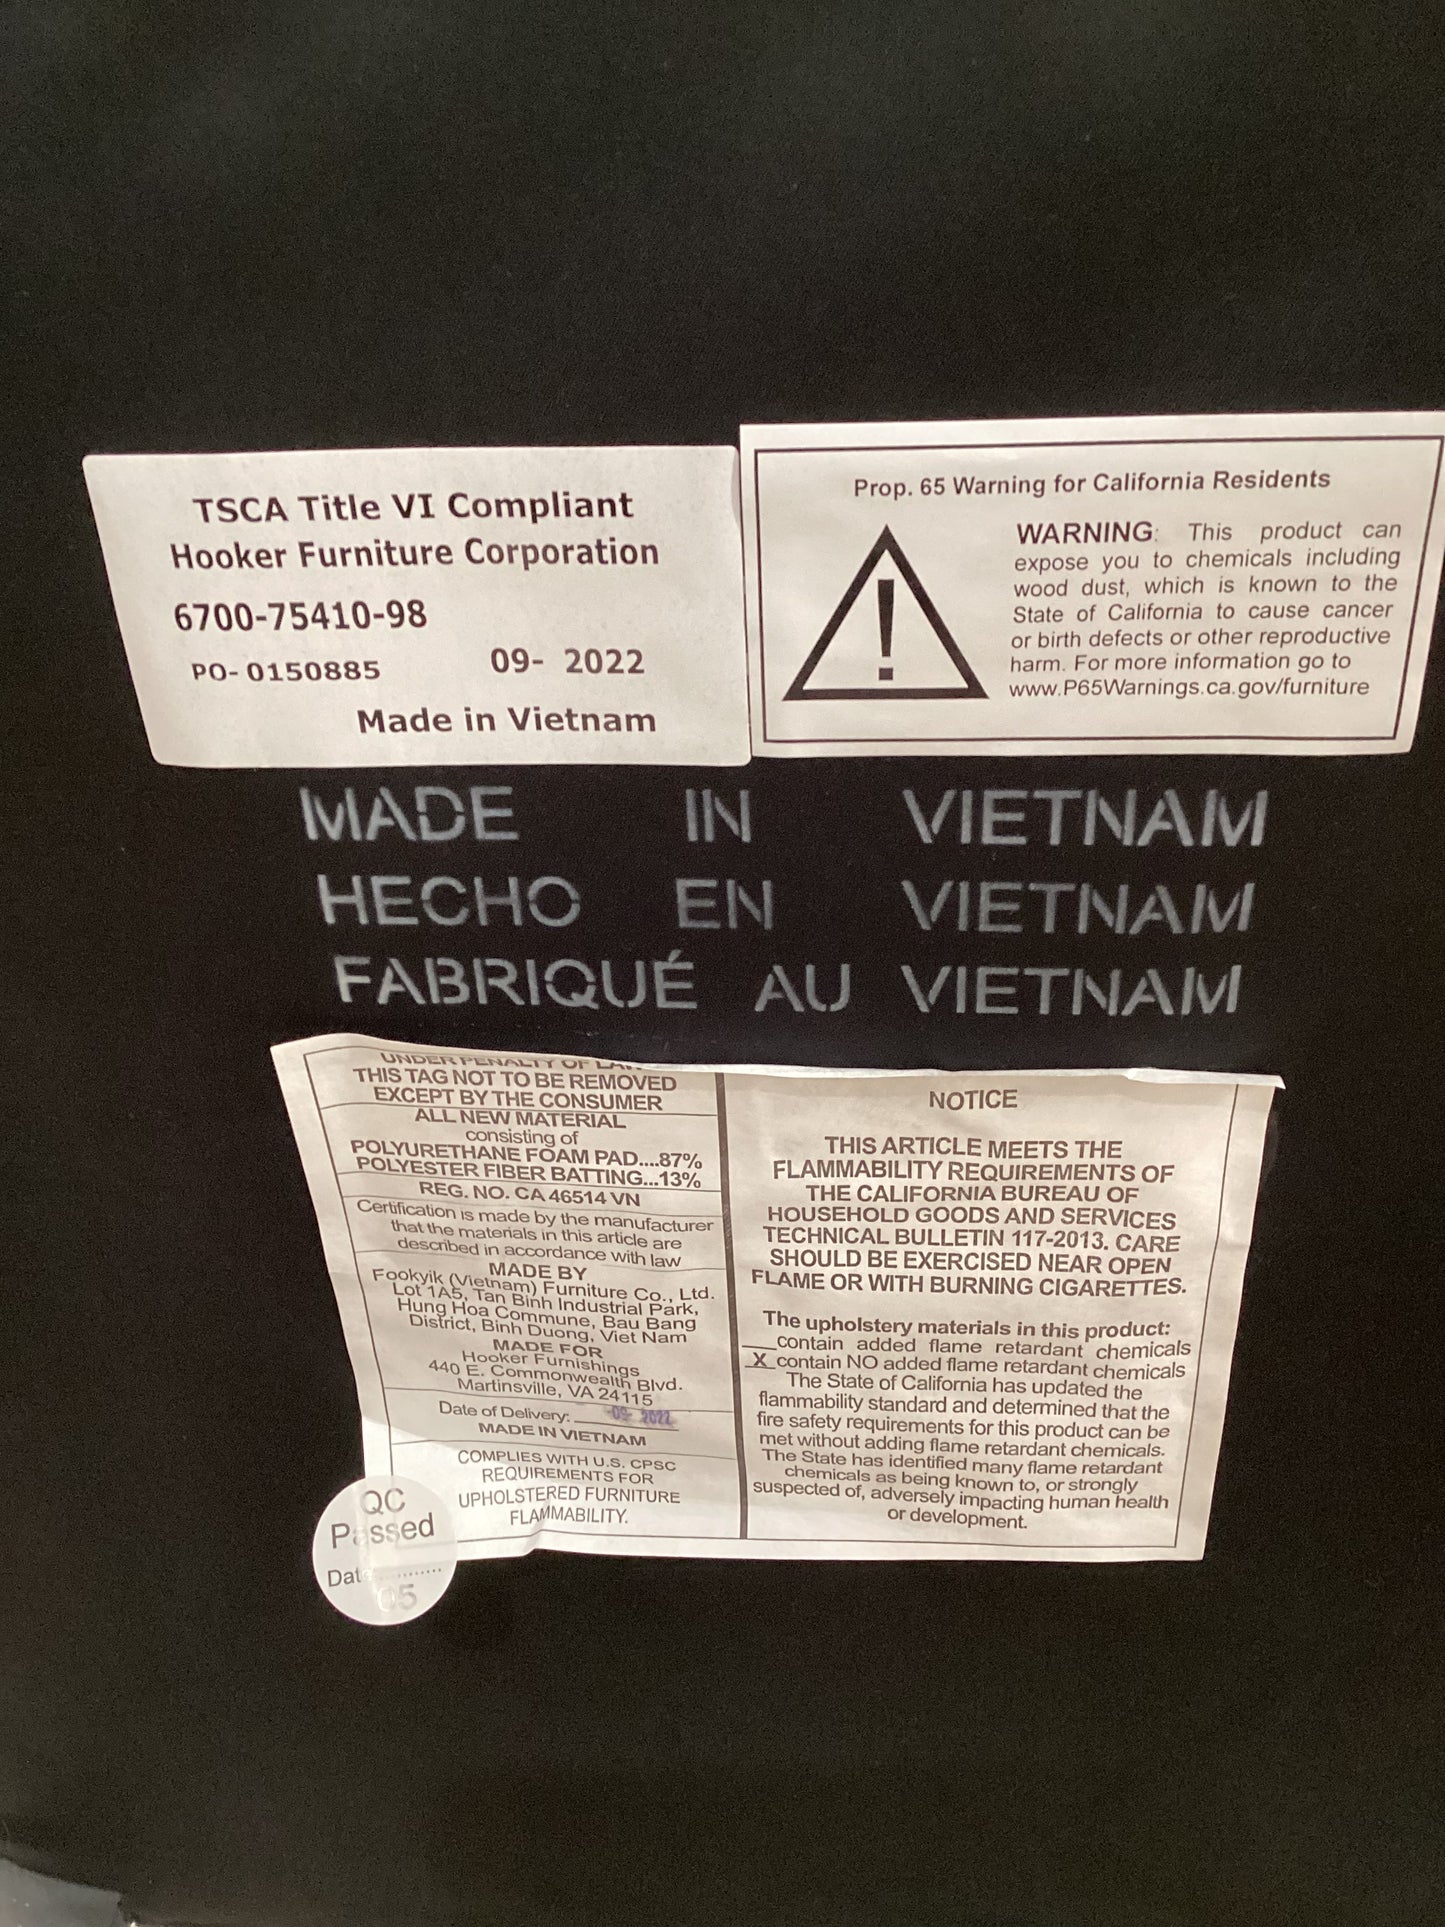 TSCA Title VI Compliant
Hooker Furniture Corporation
6700-75410-98
PO- 0150885 09- 2022
Made in Vietnam
Prop. 65 Warning for California Residents
WARNING: This product can
expose you to chemicals including
wood dust, which is known to the
State of California to cause cancer
or birth defects or other reproductive
harm. For more information go to
www.P65Warnings.ca.gov/furniture
!
MADE IN VIETNAM
HECHO EN VIETNAM
FABRIQUÉ AU VIETNAM
UNDER PENALTY OF LAW
THIS TAG NOT TO BE REMOVED
EXCEPT BY THE CONSUMER
ALL NEW MATERIAL
consisting of
POLYURETHANE FOAM PAD....87%
POLYESTER FIBER BATTING...13%
REG. NO. CA 46514 VN
Certification is made by the manufacturer
that the materials in this article are
described in accordance with law
MADE BY
Fookyik (Vietnam) Furniture Co., Ltd.
Lot 1A5, Tan Binh Industrial Park,
Hung Hoa Commune, Bau Bang
District, Binh Duong, Viet Nam
MADE FOR
Hooker Furnishings
440 E. Commonwealth Blvd.
Martinsville, VA 24115
Date of Delivery: 09- 2022
MADE IN VIETNAM
COMPLIES WITH U.S. CPSC
REQUIREMENTS FOR
UPHOLSTERED FURNITURE
FLAMMABILITY.
NOTICE
THIS ARTICLE MEETS THE
FLAMMABILITY REQUIREMENTS OF
THE CALIFORNIA BUREAU OF
HOUSEHOLD GOODS AND SERVICES
TECHNICAL BULLETIN 117-2013. CARE
SHOULD BE EXERCISED NEAR OPEN
FLAME OR WITH BURNING CIGARETTES.
The upholstery materials in this product:
__contain added flame retardant chemicals
X contain NO added flame retardant chemicals
The State of California has updated the
flammability standard and determined that the
fire safety requirements for this product can be
met without adding flame retardant chemicals.
The State has identified many flame retardant
chemicals as being known to, or strongly
suspected of, adversely impacting human health
or development.
QC
Passed
Date...........
05